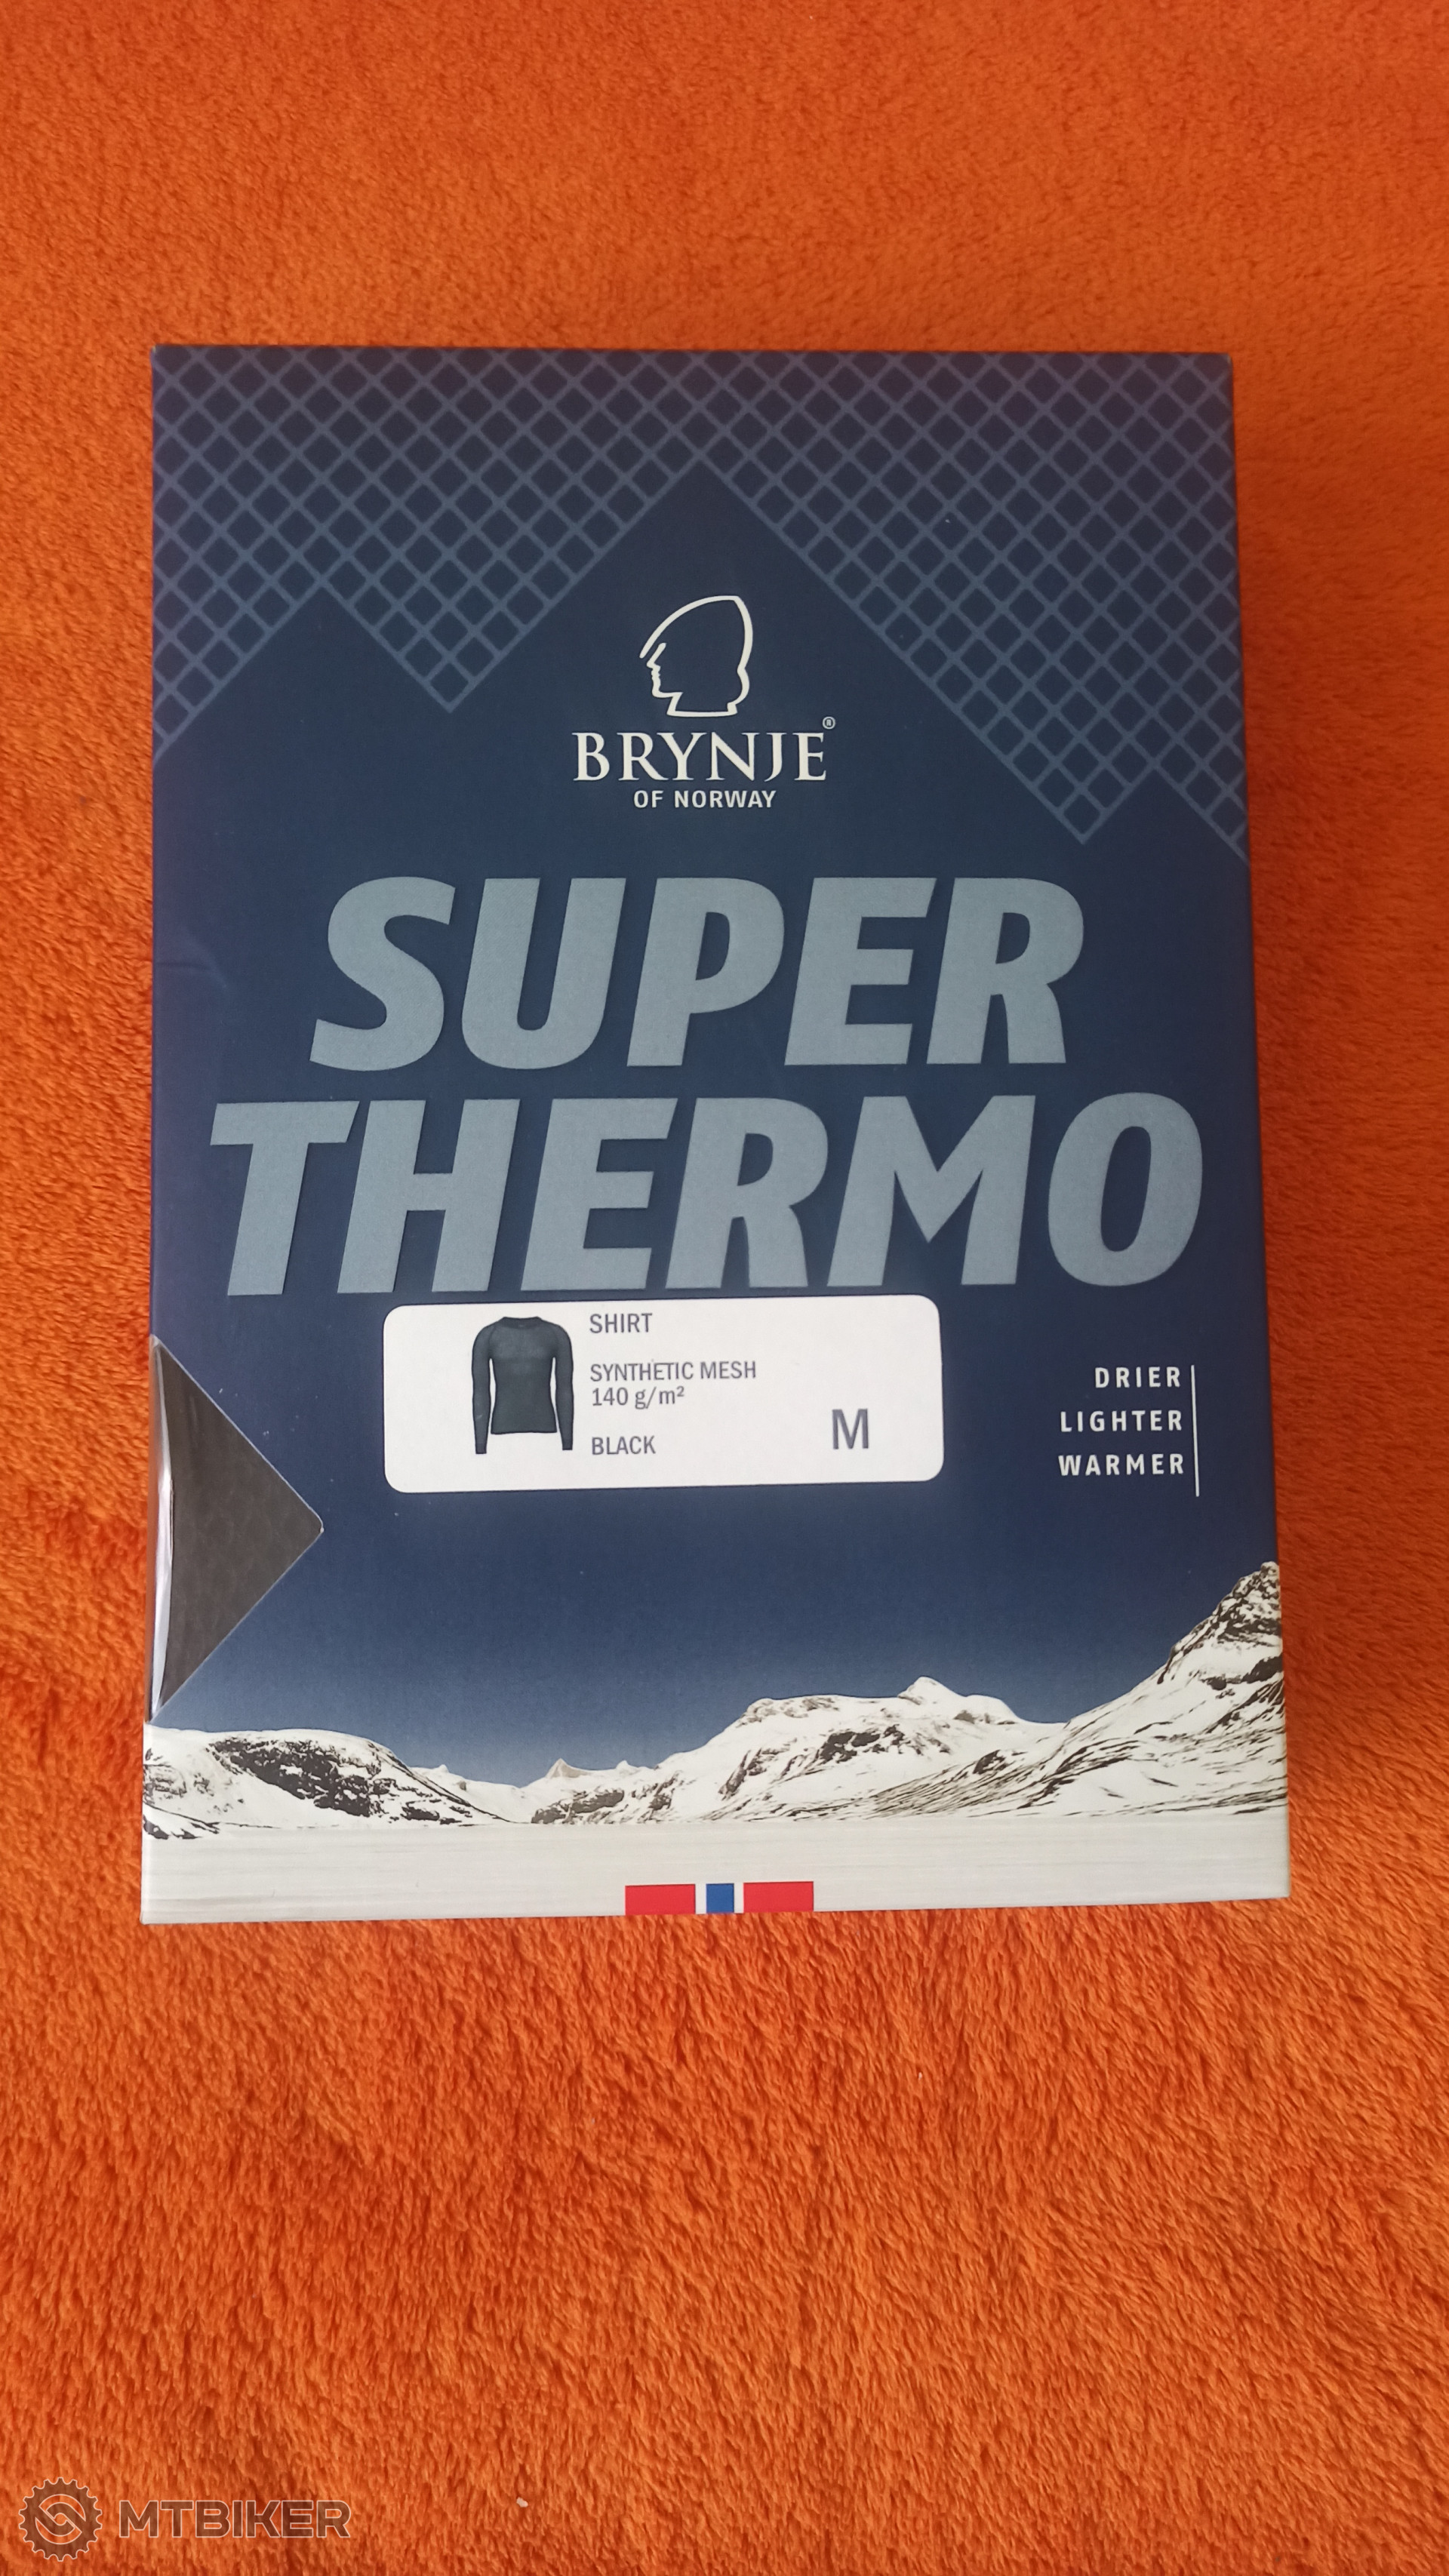 BRYNJE®
OF NORWAY
SUPER
THERMO
SHIRT
SYNTHETIC MESH
140 g/m²
BLACK
M
DRIER
LIGHTER
WARMER
MTBIKER